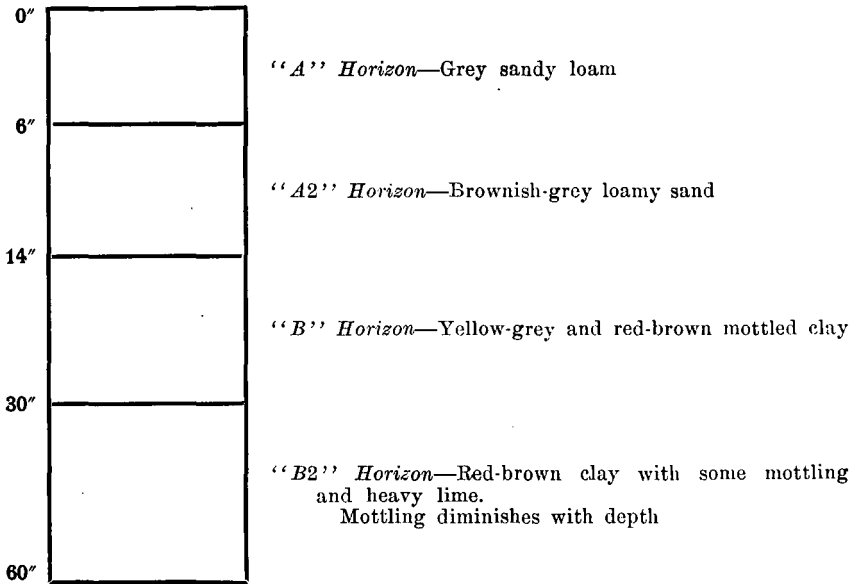 0″
"A" Horizon—Grey sandy loam
6″
"A2" Horizon—Brownish-grey loamy sand
14″
"B" Horizon—Yellow-grey and red-brown mottled clay
30″
"B2" Horizon—Red-brown clay with some mottling
and heavy lime.
Mottling diminishes with depth
60″